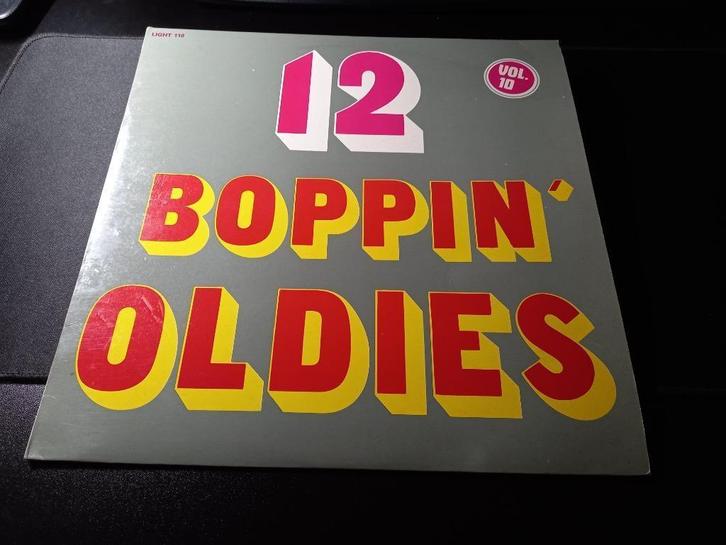 LIGHT 110
12
VOL.
10
BOPPIN'
OLDIES